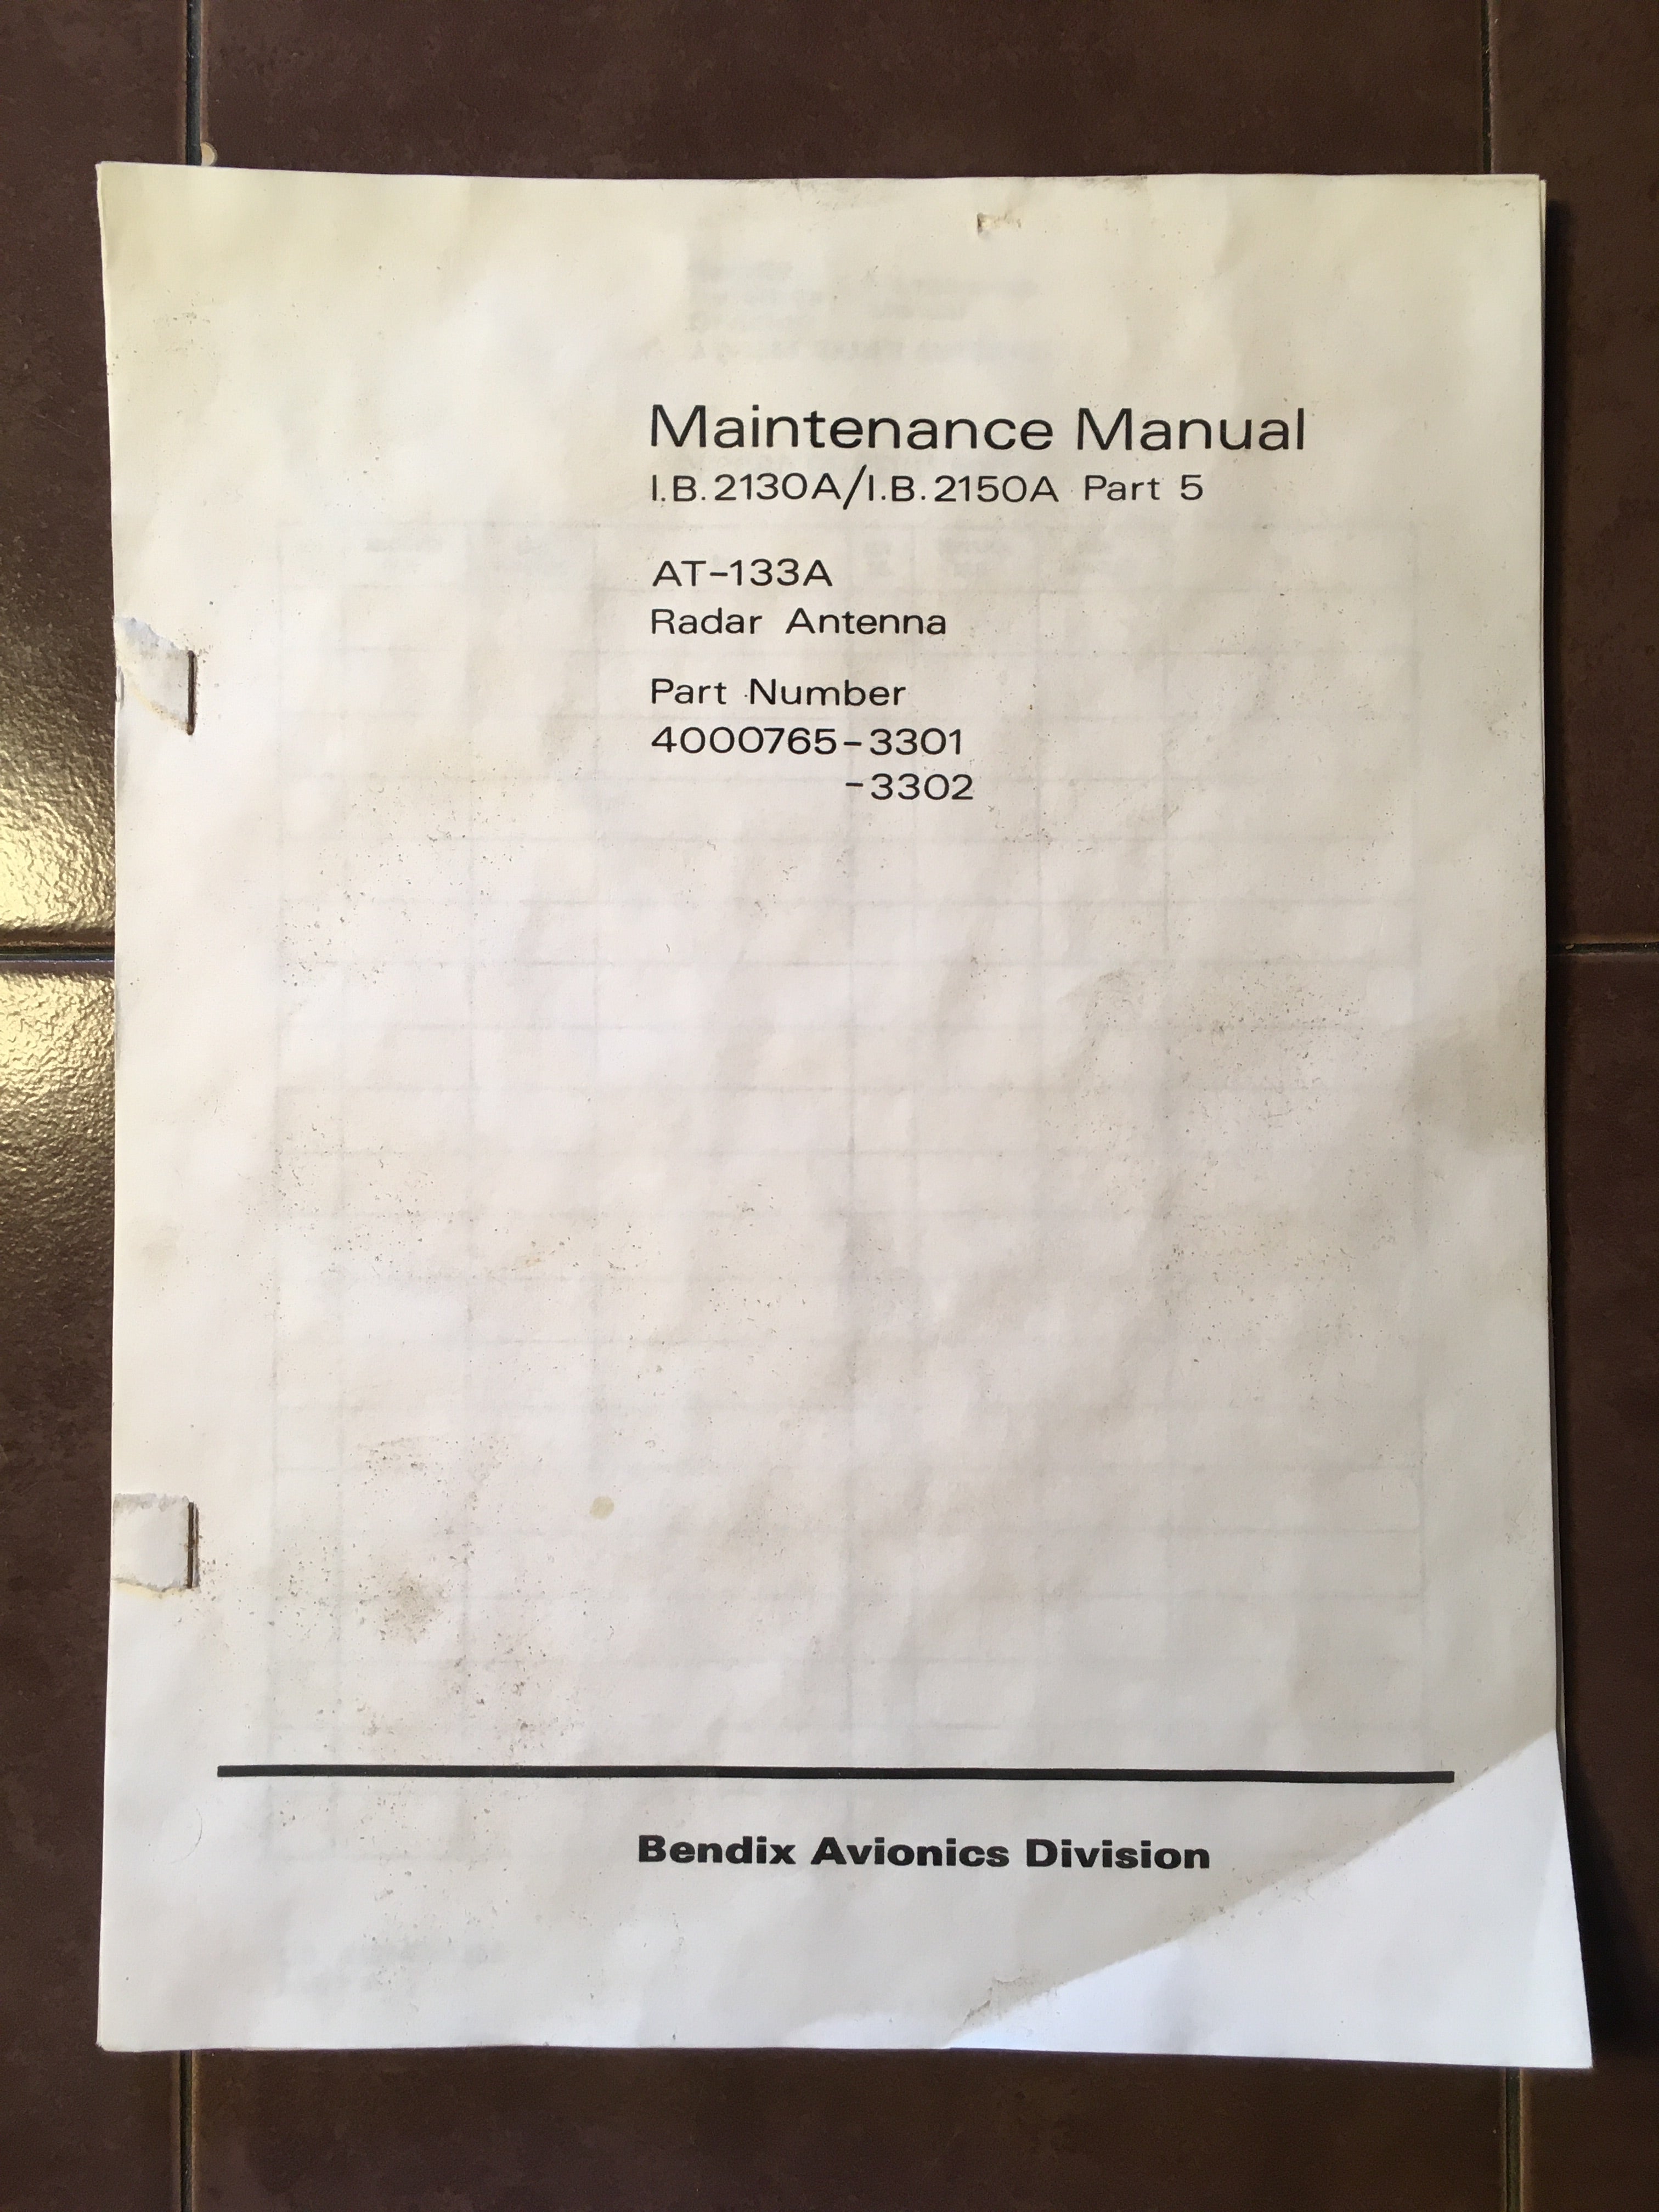 Maintenance Manual
I.B. 2130A/I.B. 2150A Part 5
AT-133A
Radar Antenna
Part Number
4000765-3301
-3302
Bendix Avionics Division